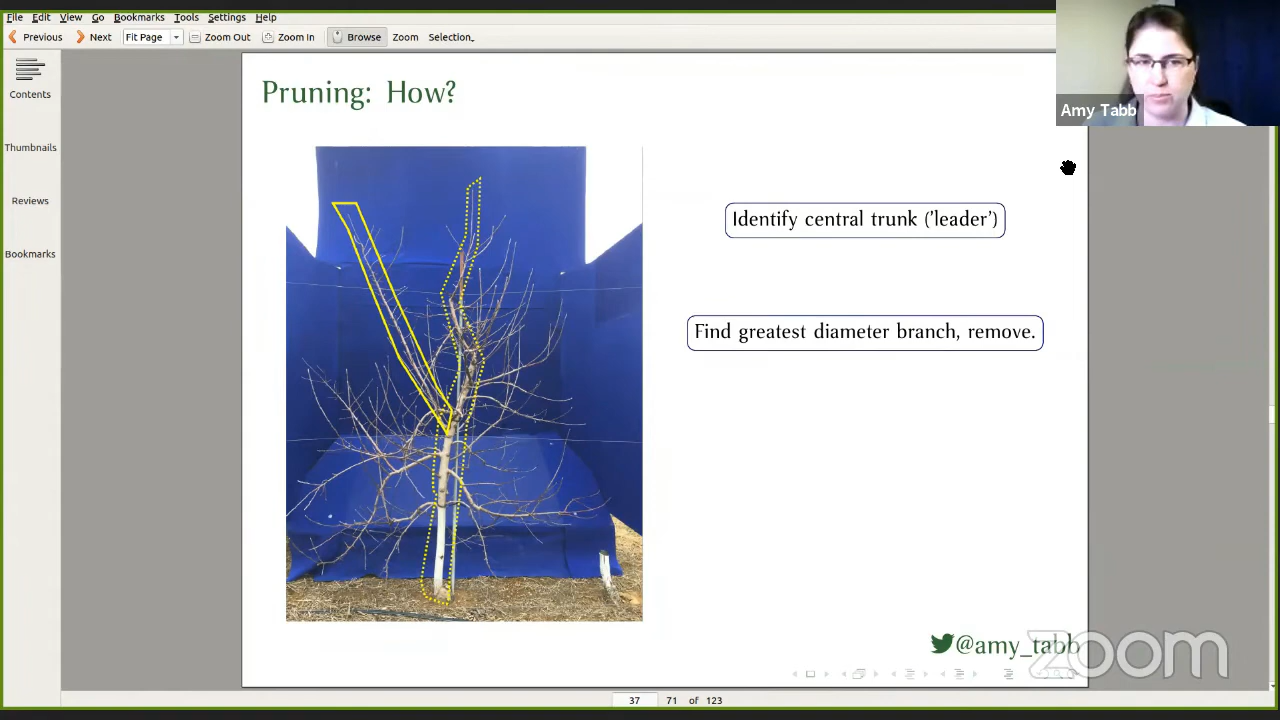 File Edit View Go Bookmarks Tools Settings Help
Previous Next Fit Page Zoom Out Zoom In Browse Zoom Selection
Contents
Thumbnails
Reviews
Bookmarks
Pruning: How?
Amy Tabb
Identify central trunk ('leader')
Find greatest diameter branch, remove.
@amy_tabb
zoom
37 71 of 123